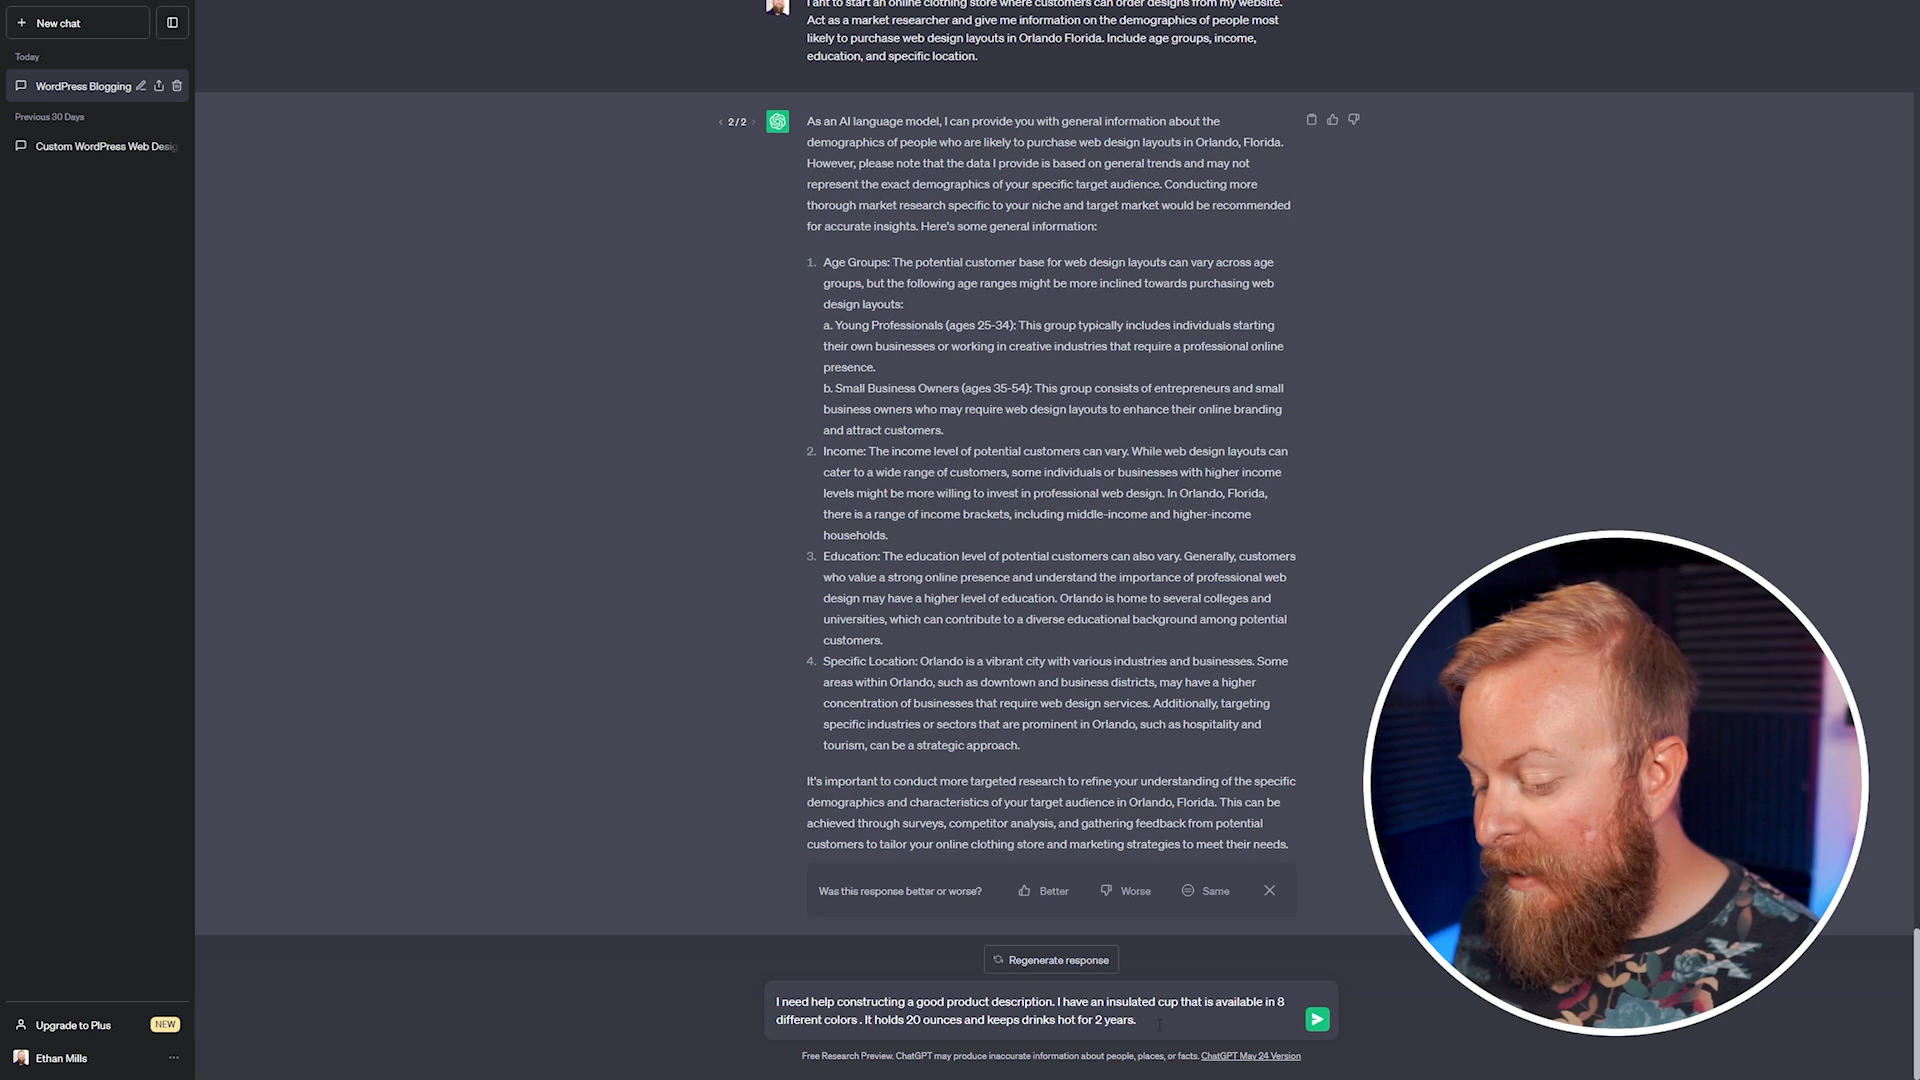 New chat
Today
WordPress Blogging
Previous 30 Days
Custom WordPress Web Desig
I ant to start an online clothing store where customers can order designs from my website.
Act as a market researcher and give me information on the demographics of people most
likely to purchase web design layouts in Orlando Florida. Include age groups, income,
education, and specific location.
2 / 2
As an AI language model, I can provide you with general information about the
demographics of people who are likely to purchase web design layouts in Orlando, Florida.
However, please note that the data I provide is based on general trends and may not
represent the exact demographics of your specific target audience. Conducting more
thorough market research specific to your niche and target market would be recommended
for accurate insights. Here's some general information:
1. Age Groups: The potential customer base for web design layouts can vary across age
groups, but the following age ranges might be more inclined towards purchasing web
design layouts:
a. Young Professionals (ages 25-34): This group typically includes individuals starting
their own businesses or working in creative industries that require a professional online
presence.
b. Small Business Owners (ages 35-54): This group consists of entrepreneurs and small
business owners who may require web design layouts to enhance their online branding
and attract customers.
2. Income: The income level of potential customers can vary. While web design layouts can
cater to a wide range of customers, some individuals or businesses with higher income
levels might be more willing to invest in professional web design. In Orlando, Florida,
there is a range of income brackets, including middle-income and higher-income
households.
3. Education: The education level of potential customers can also vary. Generally, customers
who value a strong online presence and understand the importance of professional web
design may have a higher level of education. Orlando is home to several colleges and
universities, which can contribute to a diverse educational background among potential
customers.
4. Specific Location: Orlando is a vibrant city with various industries and businesses. Some
areas within Orlando, such as downtown and business districts, may have a higher
concentration of businesses that require web design services. Additionally, targeting
specific industries or sectors that are prominent in Orlando, such as hospitality and
tourism, can be a strategic approach.
It's important to conduct more targeted research to refine your understanding of the specific
demographics and characteristics of your target audience in Orlando, Florida. This can be
achieved through surveys, competitor analysis, and gathering feedback from potential
customers to tailor your online clothing store and marketing strategies to meet their needs.
Was this response better or worse? Better Worse Same
Regenerate response
I need help constructing a good product description. I have an insulated cup that is available in 8
different colors . It holds 20 ounces and keeps drinks hot for 2 years.
Free Research Preview. ChatGPT may produce inaccurate information about people, places, or facts. ChatGPT May 24 Version
Upgrade to Plus NEW
Ethan Mills